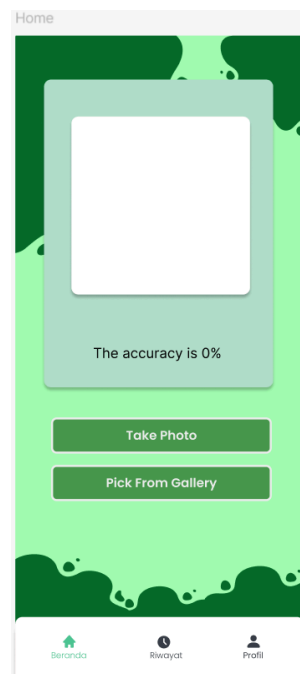 Home
The accuracy is 0%
Take Photo
Pick From Gallery
Beranda Riwayat Profil